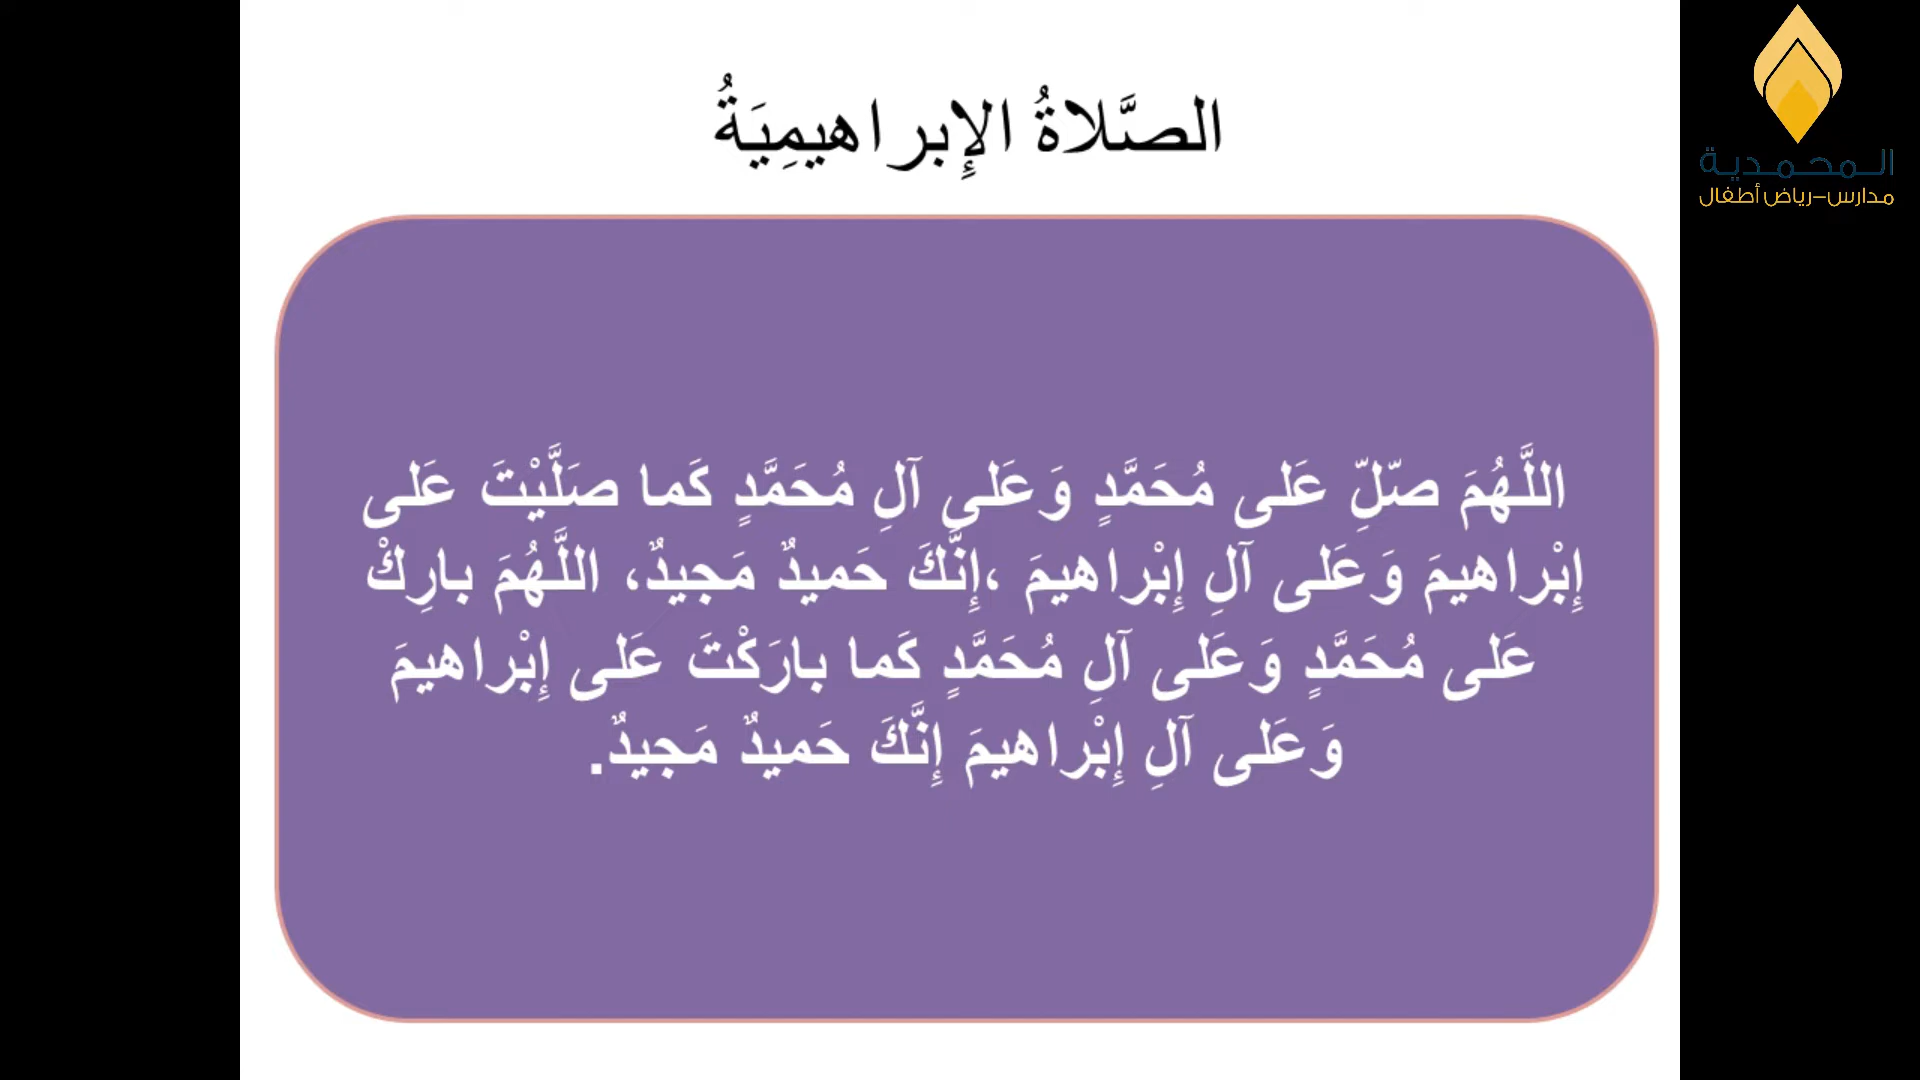 الصَّلاةُ الإِبراهيمِيَةُ
المحمدية
مدارس-رياض أطفال
اللَّهُمَ صّلِّ عَلى مُحَمَّدٍ وَعَلى آلِ مُحَمَّدٍ كَما صَلَّيْتَ عَلى
إِبْراهيمَ وَعَلى آلِ إِبْراهيمَ ،إِنَّكَ حَميدٌ مَجيدٌ، اللَّهُمَ بارِكْ
عَلى مُحَمَّدٍ وَعَلى آلِ مُحَمَّدٍ كَما بارَكْتَ عَلى إِبْراهيمَ
وَعَلى آلِ إِبْراهيمَ إِنَّكَ حَميدٌ مَجيدٌ.